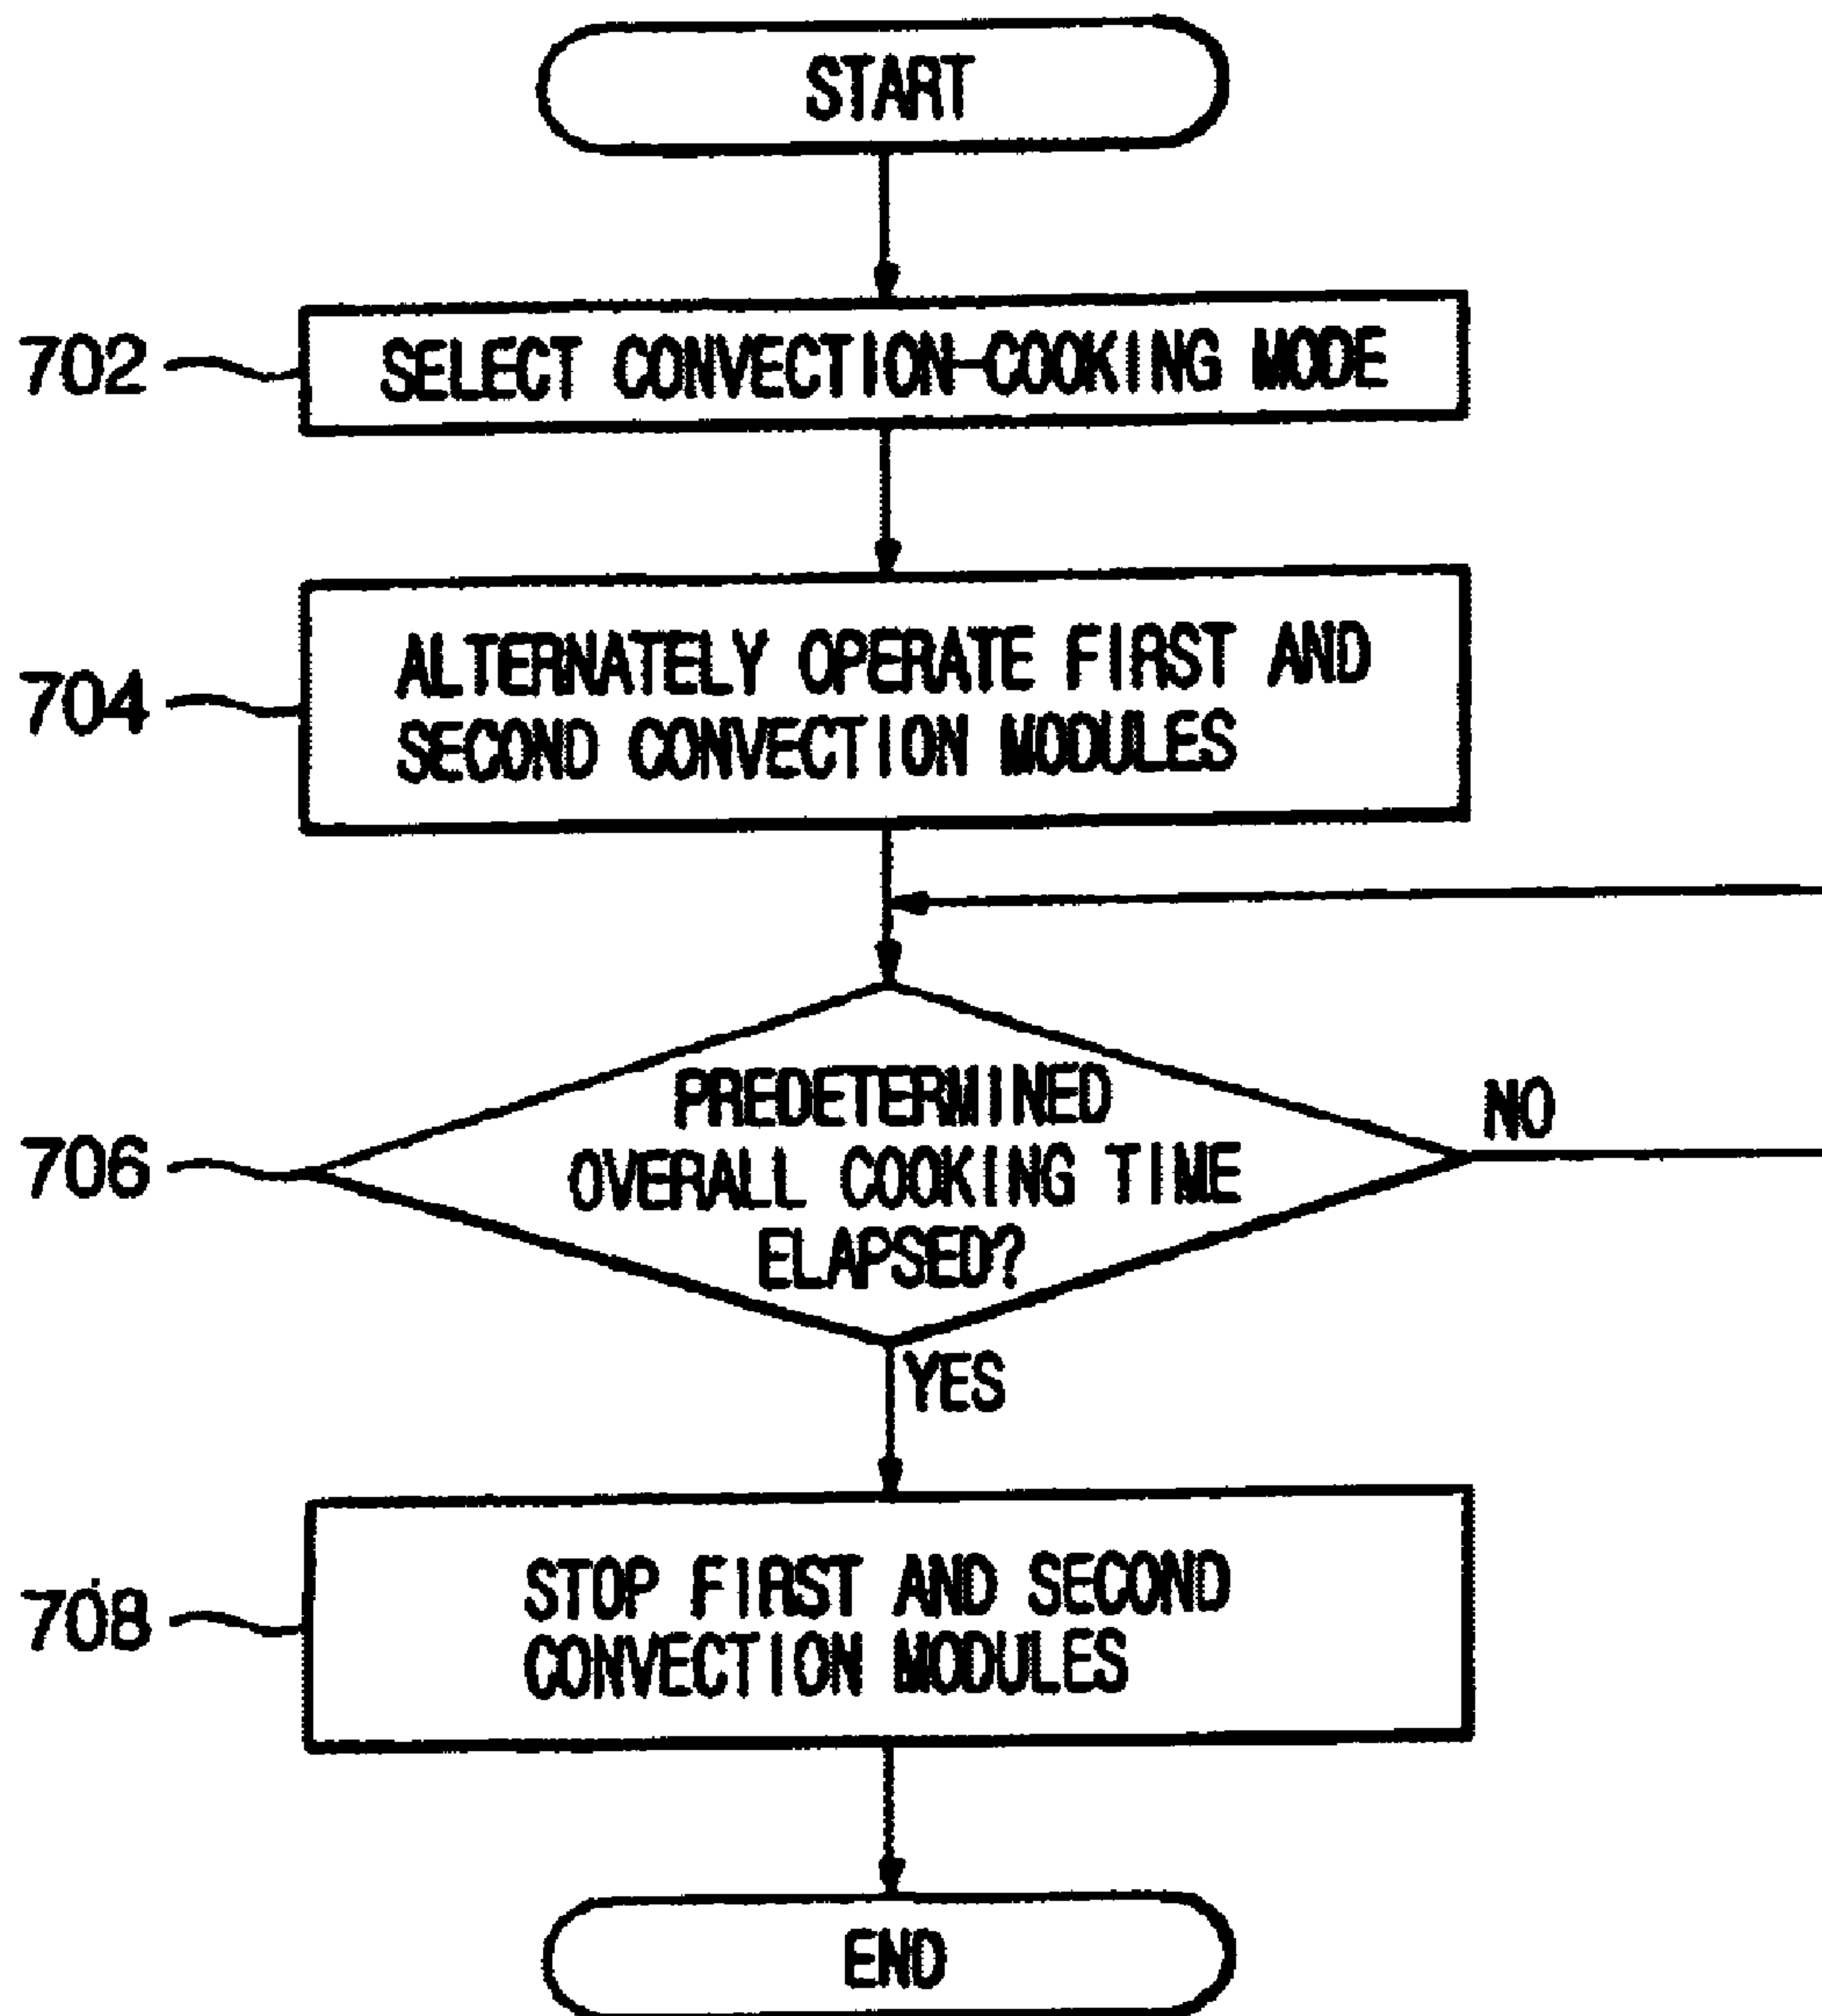 START
702
SELECT CONVECTION-COOKING MODE
704
ALTERNATELY OPERATE FIRST AND
SECOND CONVECTION MODULES
706
PREDETERMINED
OVERALL COOKING TIME
ELAPSED?
NO
YES
708
STOP FIRST AND SECOND
CONVECTION MODULES
END